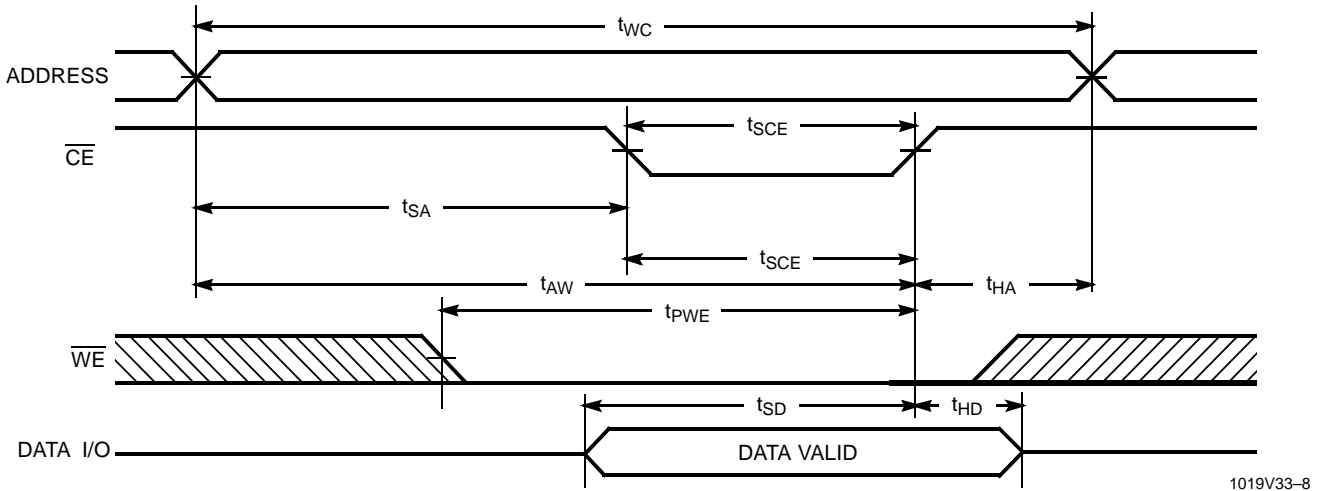 tWC
ADDRESS
tSCE
CE
tSA
tSCE
tAW
tHA
tPWE
WE
tSD
tHD
DATA I/O
DATA VALID
1019V33–8